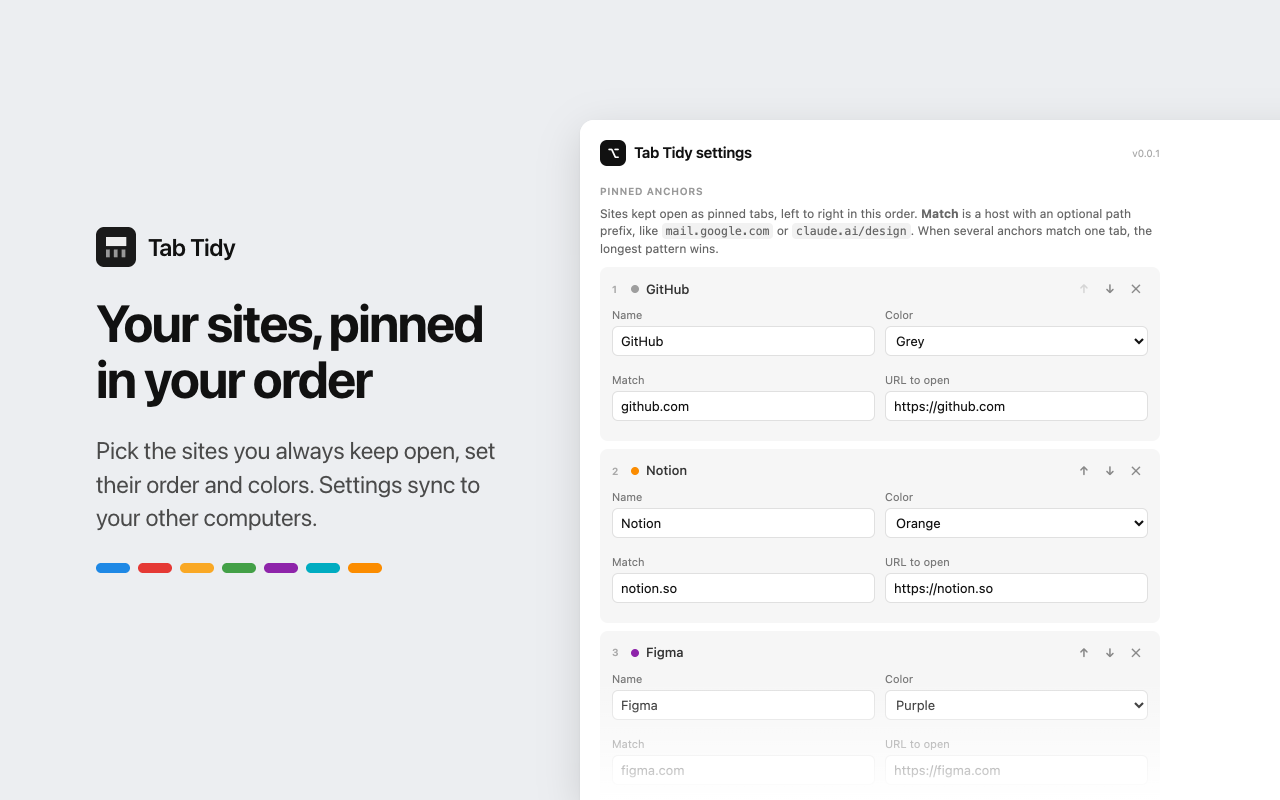 Tab Tidy
Your sites, pinned
in your order
Pick the sites you always keep open, set
their order and colors. Settings sync to
your other computers.
Tab Tidy settings
v0.0.1
PINNED ANCHORS
Sites kept open as pinned tabs, left to right in this order. Match is a host with an optional path
prefix, like mail.google.com or claude.ai/design. When several anchors match one tab, the
longest pattern wins.
1 GitHub
Name Color
GitHub Grey
Match URL to open
github.com https://github.com
2 Notion
Name Color
Notion Orange
Match URL to open
notion.so https://notion.so
3 Figma
Name Color
Figma Purple
Match URL to open
figma.com https://figma.com